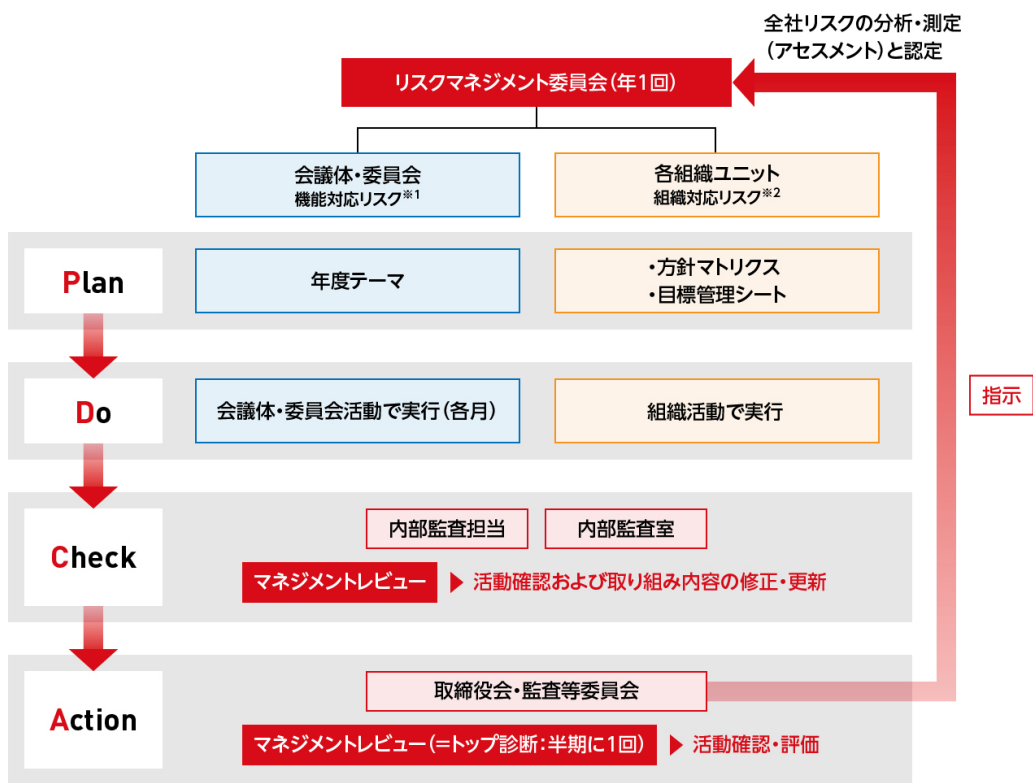 全社リスクの分析・測定
(アセスメント)と認定
リスクマネジメント委員会(年1回)
会議体・委員会
機能対応リスク※1
各組織ユニット
組織対応リスク※2
Plan
年度テーマ
・方針マトリクス
・目標管理シート
Do
会議体・委員会活動で実行(各月)
組織活動で実行
指示
Check
内部監査担当
内部監査室
マネジメントレビュー
活動確認および取り組み内容の修正・更新
Action
取締役会・監査等委員会
マネジメントレビュー(=トップ診断:半期に1回)
活動確認・評価